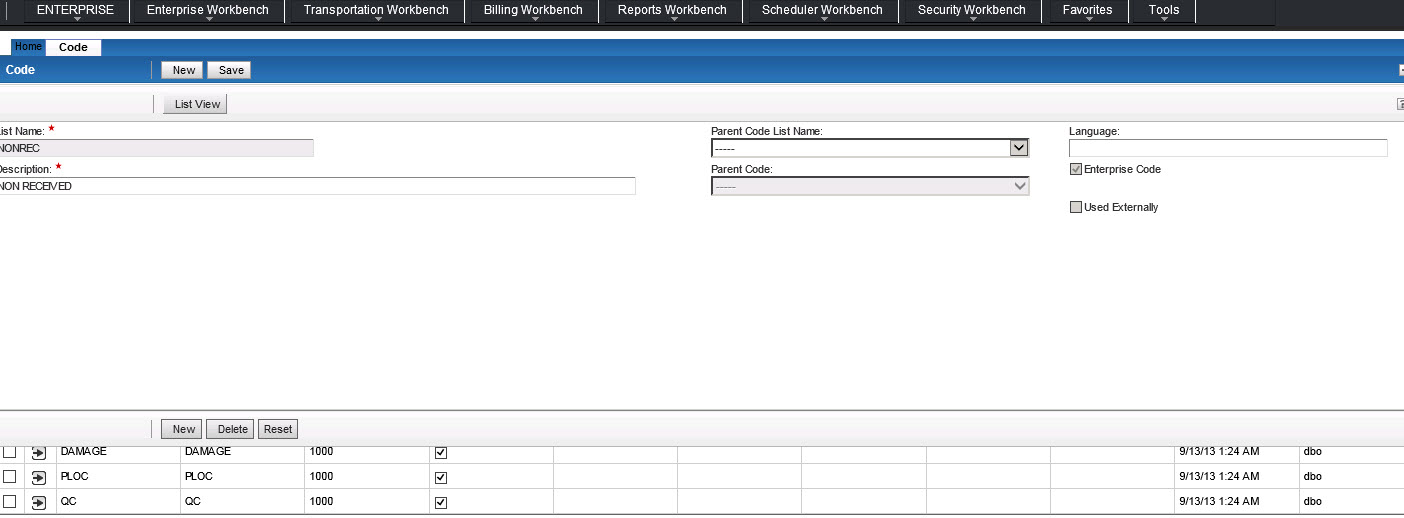 ENTERPRISE Enterprise Workbench Transportation Workbench Billing Workbench Reports Workbench Scheduler Workbench Security Workbench Favorites Tools
Home Code
Code New Save
List View
List Name: * Parent Code List Name: Language:
NONREC -----
Description: * Parent Code: Enterprise Code
NON RECEIVED -----
Used Externally
New Delete Reset
DAMAGE DAMAGE 1000 9/13/13 1:24 AM dbo
PLOC PLOC 1000 9/13/13 1:24 AM dbo
QC QC 1000 9/13/13 1:24 AM dbo